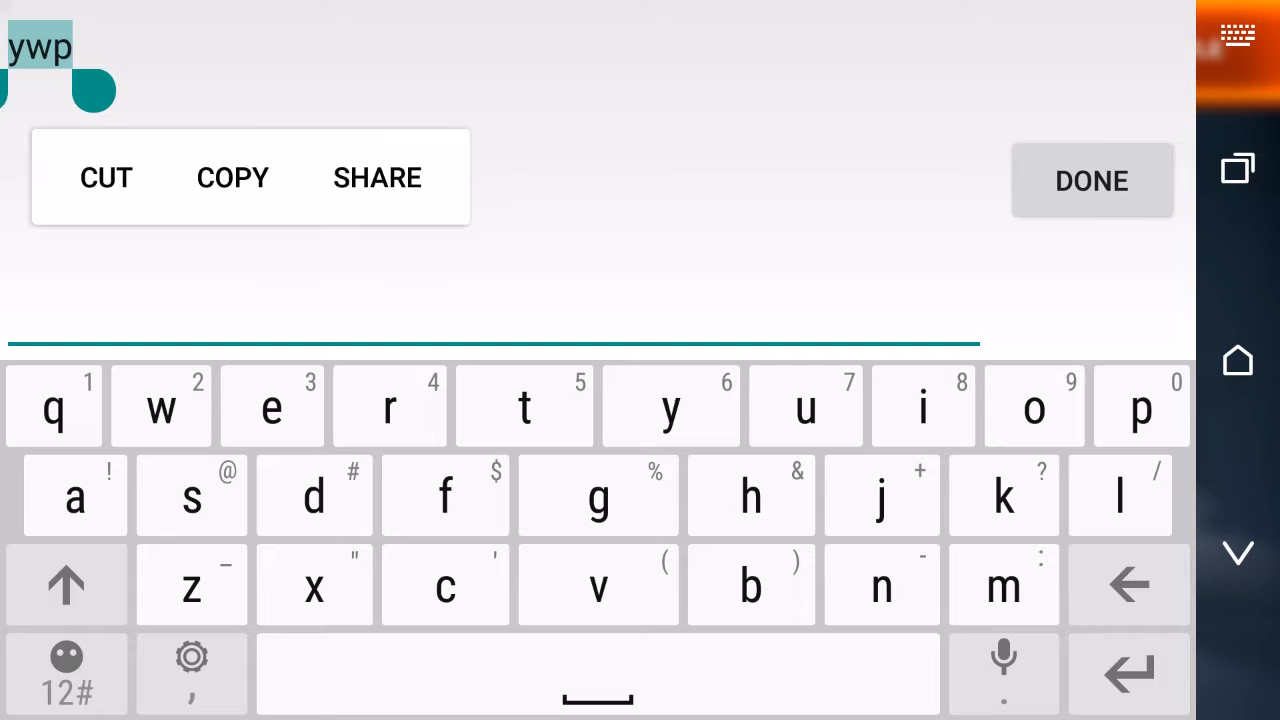 ywp
CUT COPY SHARE
DONE
q 1 w 2 e 3 r 4 t 5 y 6 u 7 i 8 o 9 p 0
a ! s @ d # f $ g % h & j + k ? l /
z _ x " c ' v ( b ) n - m :
12# , .